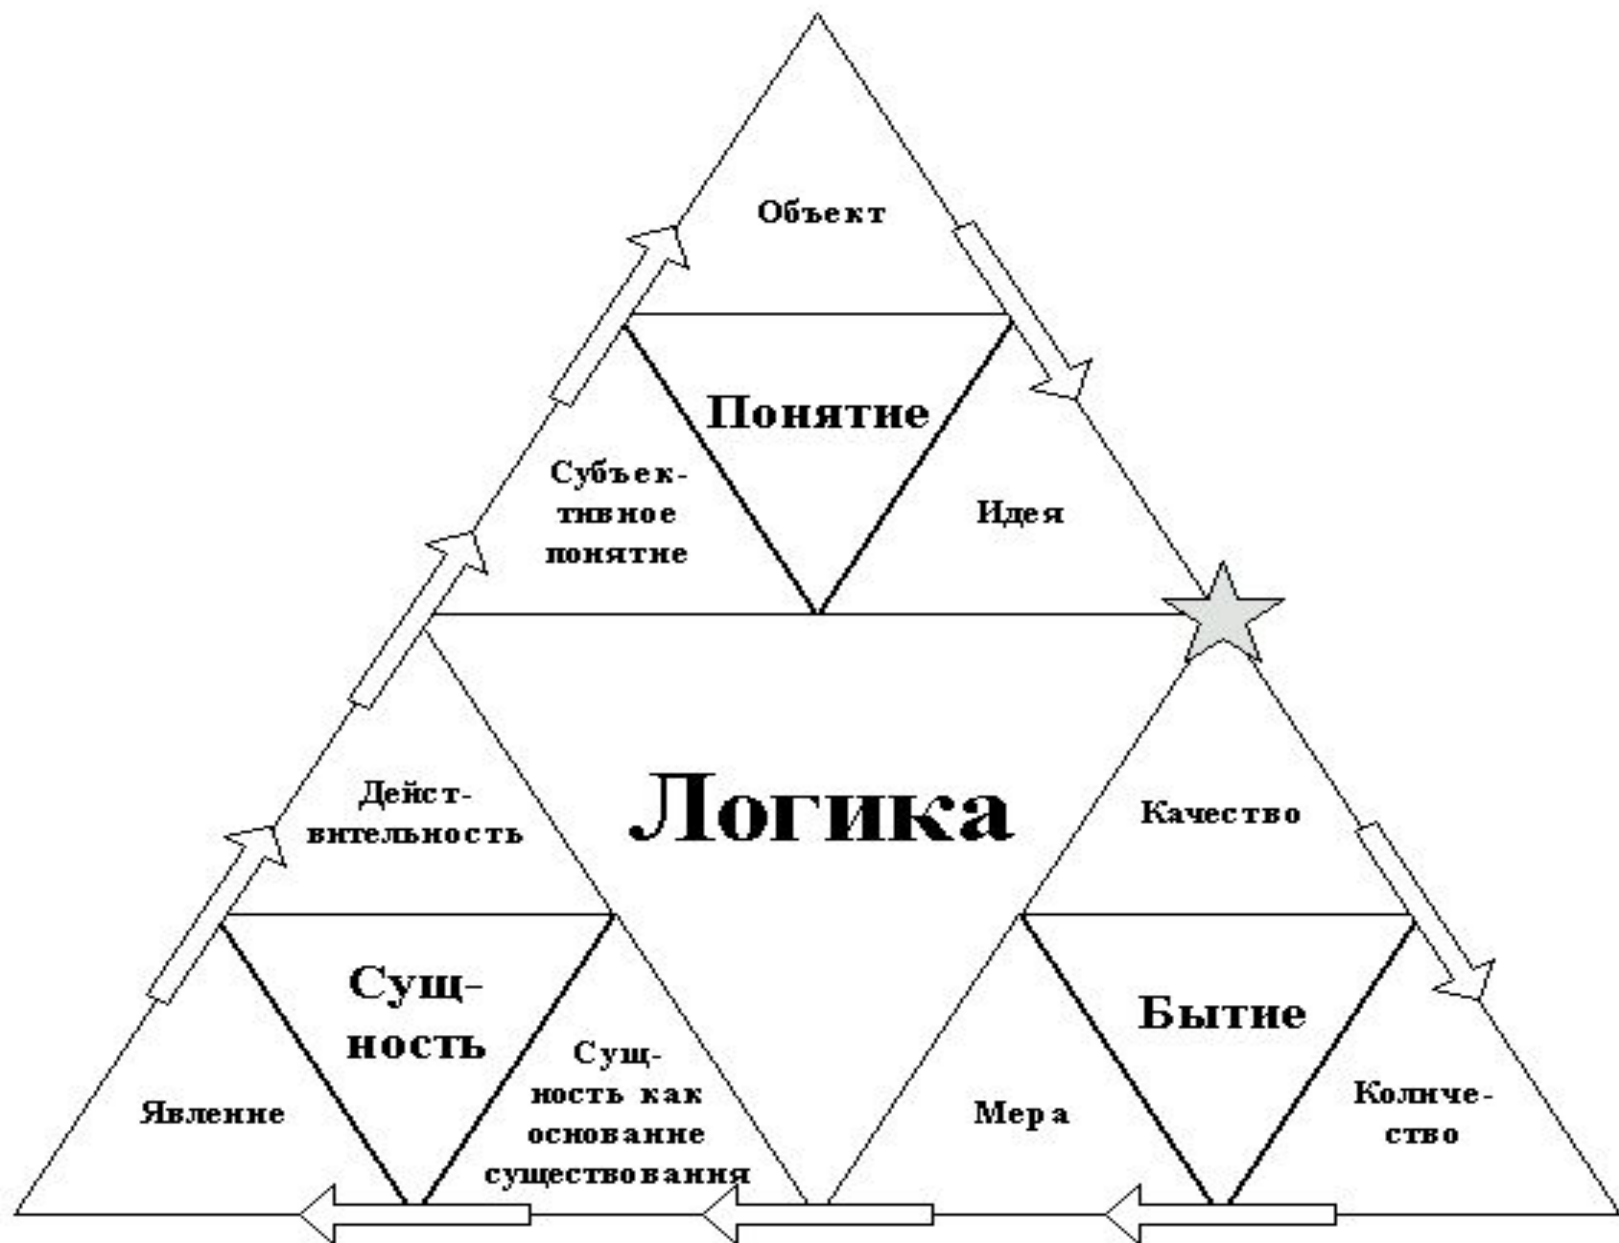 Объект
Понятие
Субъек-
тивное
понятие
Идея
Логика
Дейст-
вительность
Качество
Сущ-
ность
Бытие
Явление
Сущ-
ность как
основание
существования
Мера
Количе-
ство